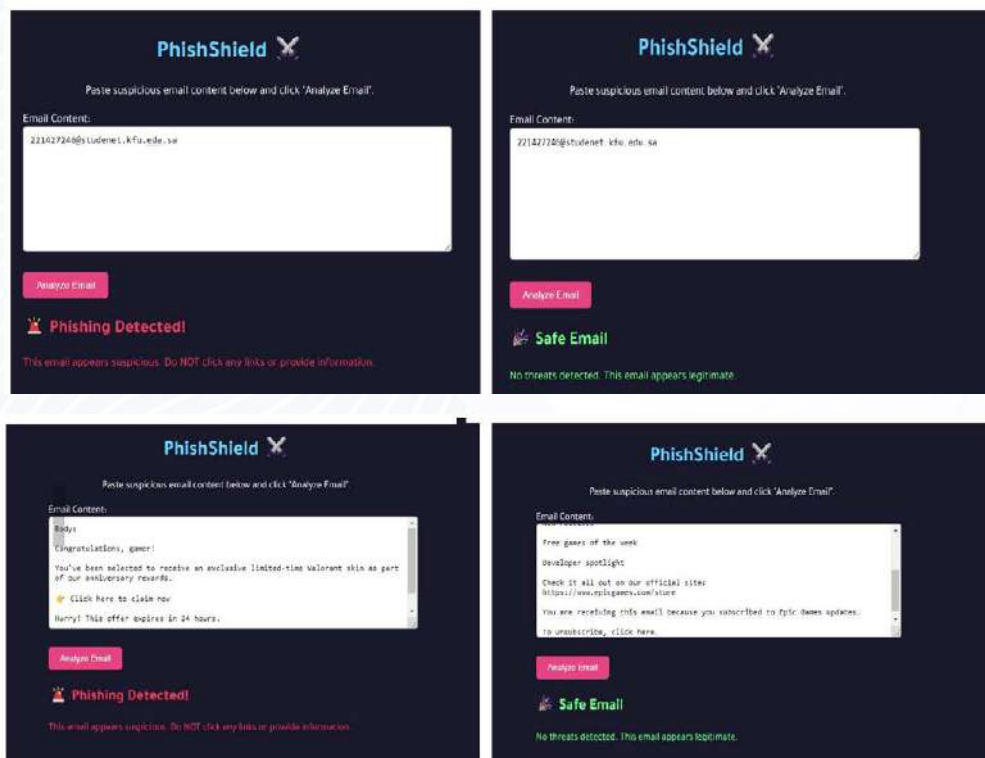 PhishShield
Paste suspicious email content below and click 'Analyze Email'.
Email Content:
221427246@studenet.kfu.ede.sa
Analyze Email
Phishing Detected!
This email appears suspicious. Do NOT click any links or provide information.
PhishShield
Paste suspicious email content below and click 'Analyze Email'.
Email Content:
221427246@studenet.kfu.edu.sa
Analyze Email
Safe Email
No threats detected. This email appears legitimate.
PhishShield
Paste suspicious email content below and click 'Analyze Email'.
Email Content:
Body:
Congratulations, gamer!
You've been selected to receive an exclusive limited-time Valorant skin as part
of our anniversary rewards.
Click here to claim now
Hurry! This offer expires in 24 hours.
Analyze Email
Phishing Detected!
This email appears suspicious. Do NOT click any links or provide information.
PhishShield
Paste suspicious email content below and click 'Analyze Email'.
Email Content:
Free games of the week
Developer spotlight
Check it all out on our official site:
https://www.epicgames.com/store
You are receiving this email because you subscribed to Epic Games updates.
To unsubscribe, click here.
Analyze Email
Safe Email
No threats detected. This email appears legitimate.